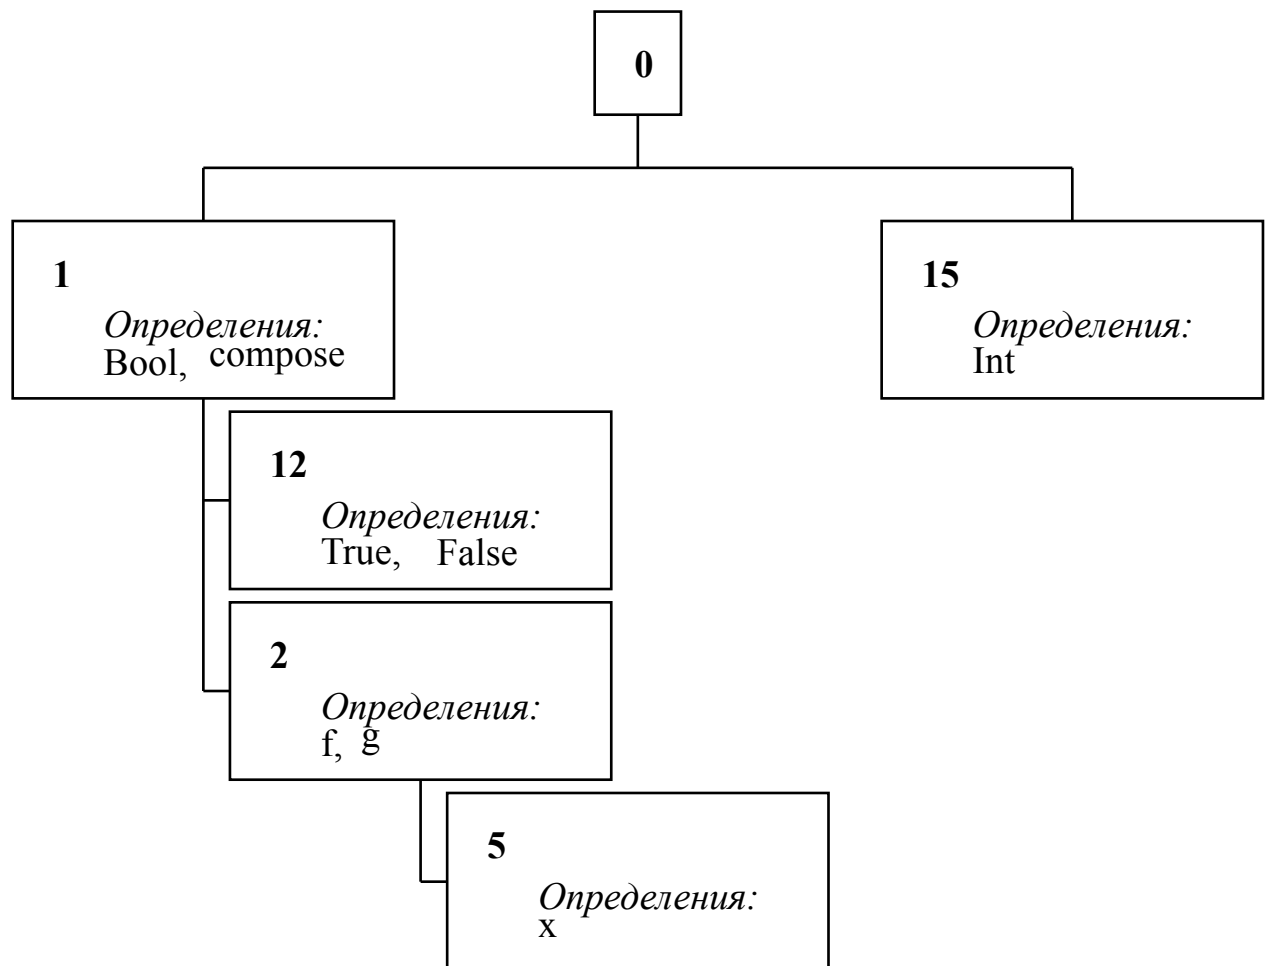 0
1
Определения:
Bool, compose
15
Определения:
Int
12
Определения:
True, False
2
Определения:
f, g
5
Определения:
x